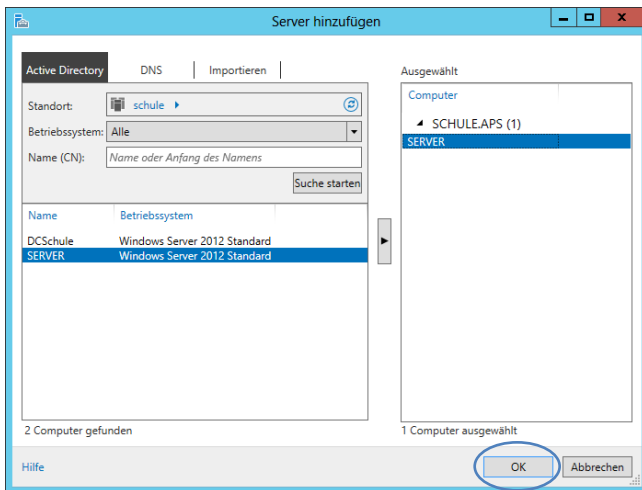 Server hinzufügen
Active Directory
DNS
Importieren
Standort:
schule
Betriebssystem:
Alle
Name (CN):
Name oder Anfang des Namens
Suche starten
Name Betriebssystem
DCSchule Windows Server 2012 Standard
SERVER Windows Server 2012 Standard
2 Computer gefunden
Ausgewählt
Computer
SCHULE.APS (1)
SERVER
1 Computer ausgewählt
Hilfe
OK
Abbrechen